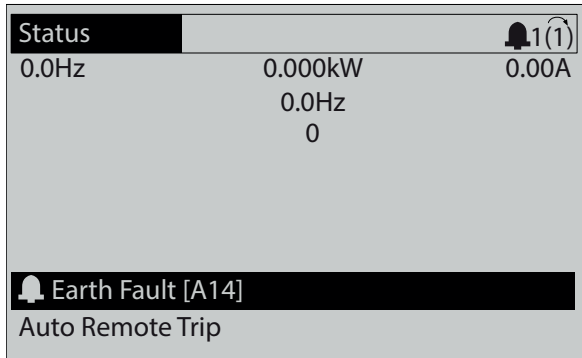 Status 1(1)
0.0Hz 0.000kW 0.00A
0.0Hz
0
Earth Fault [A14]
Auto Remote Trip